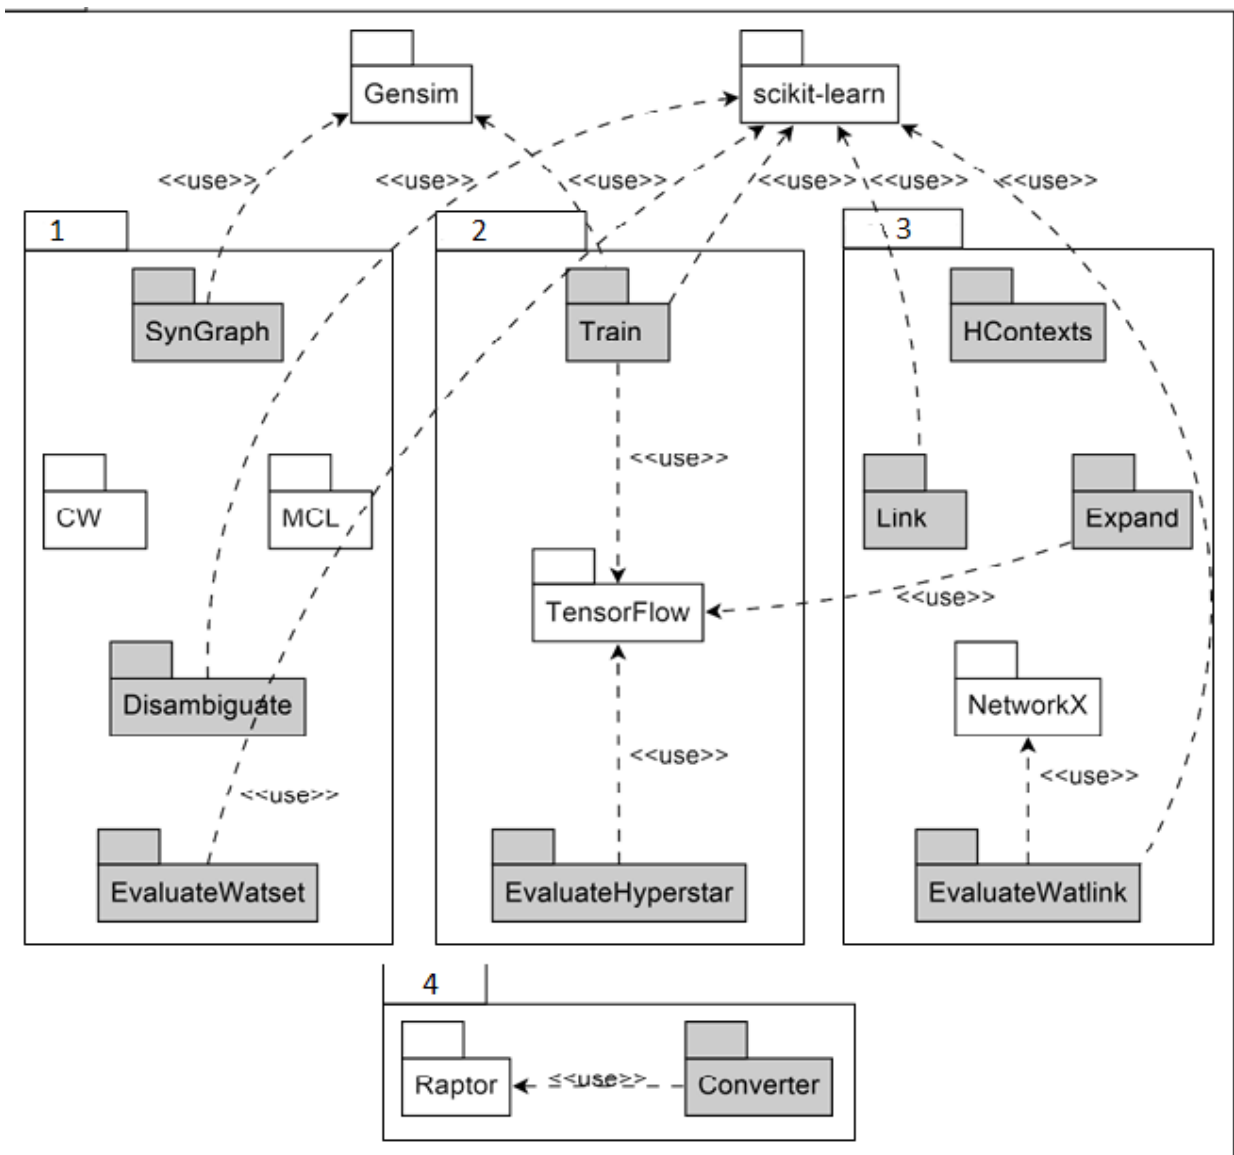 Gensim
scikit-learn
<<use>>
<<use>>
<<use>>
<<use>>
<<use>>
<<use>>
1
2
3
SynGraph
Train
HContexts
<<use>>
CW
MCL
Link
Expand
TensorFlow
<<use>>
Disambiguate
NetworkX
<<use>>
<<use>>
<<use>>
EvaluateWatset
EvaluateHyperstar
EvaluateWatlink
4
Raptor
<<use>>
Converter